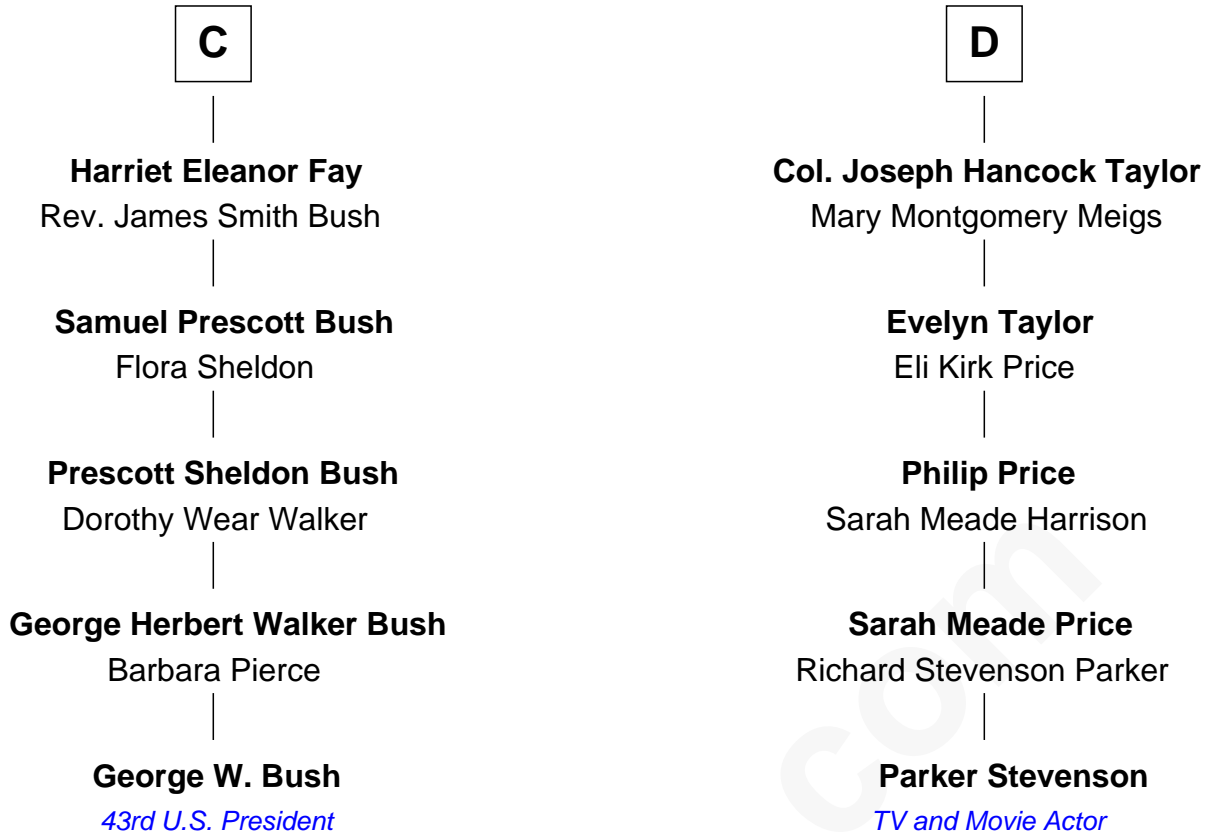 C
Harriet Eleanor Fay
Rev. James Smith Bush
Samuel Prescott Bush
Flora Sheldon
Prescott Sheldon Bush
Dorothy Wear Walker
George Herbert Walker Bush
Barbara Pierce
George W. Bush
43rd U.S. President
D
Col. Joseph Hancock Taylor
Mary Montgomery Meigs
Evelyn Taylor
Eli Kirk Price
Philip Price
Sarah Meade Harrison
Sarah Meade Price
Richard Stevenson Parker
Parker Stevenson
TV and Movie Actor
com